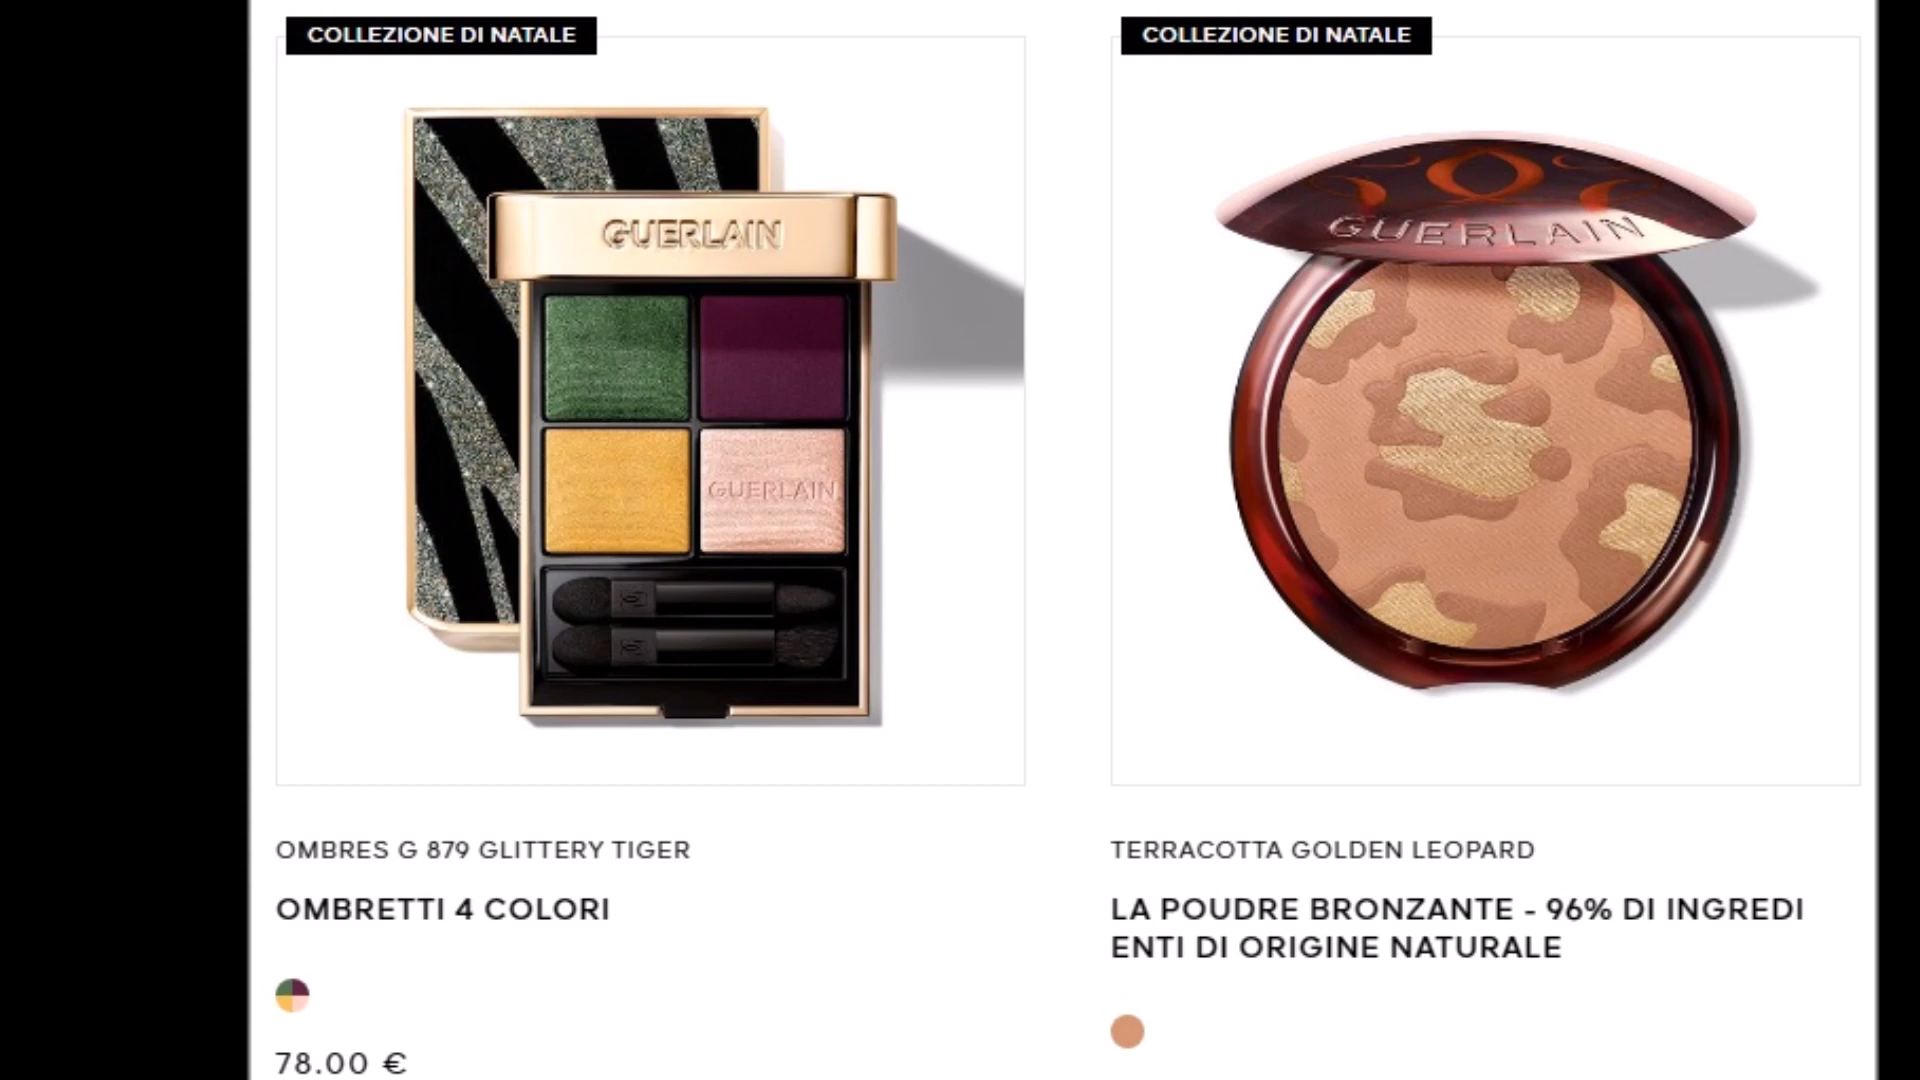 COLLEZIONE DI NATALE
GUERLAIN
GUERLAIN
OMBRES G 879 GLITTERY TIGER
OMBRETTI 4 COLORI
78.00 €
COLLEZIONE DI NATALE
GUERLAIN
TERRACOTTA GOLDEN LEOPARD
LA POUDRE BRONZANTE - 96% DI INGREDI
ENTI DI ORIGINE NATURALE